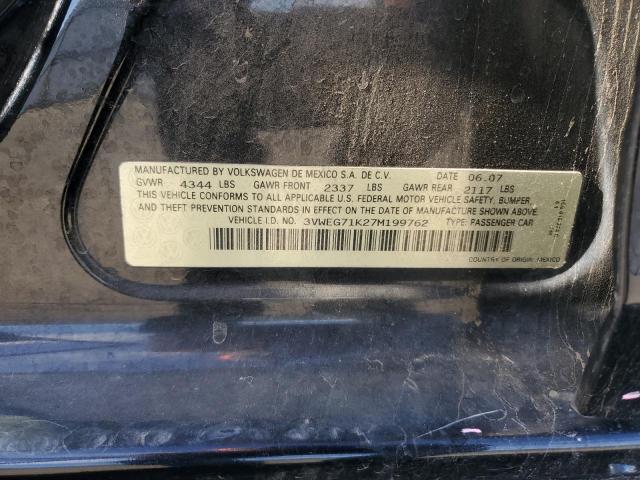 MANUFACTURED BY VOLKSWAGEN DE MEXICO S.A. DE C.V. DATE 06.07
GVWR 4344 LBS GAWR FRONT 2337 LBS GAWR REAR 2117 LBS
THIS VEHICLE CONFORMS TO ALL APPLICABLE U.S. FEDERAL MOTOR VEHICLE SAFETY, BUMPER,
AND THEFT PREVENTION STANDARDS IN EFFECT ON THE DATE OF MANUFACTURE SHOWN ABOVE.
VEHICLE I.D. NO. 3VWEG71K27M199762 TYPE: PASSENGER CAR
COUNTRY OF ORIGIN: MEXICO